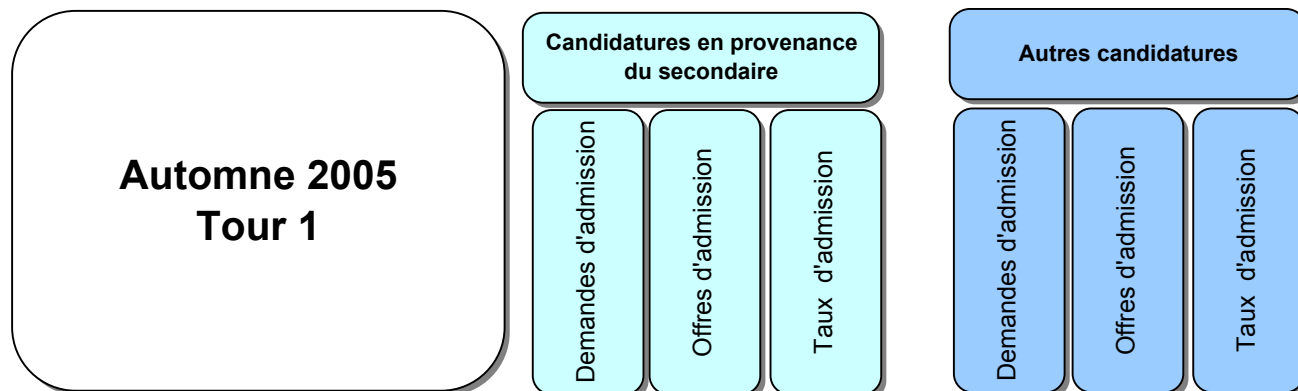 Automne 2005
Tour 1
Candidatures en provenance
du secondaire
Demandes d'admission
Offres d'admission
Taux d'admission
Autres candidatures
Demandes d'admission
Offres d'admission
Taux d'admission